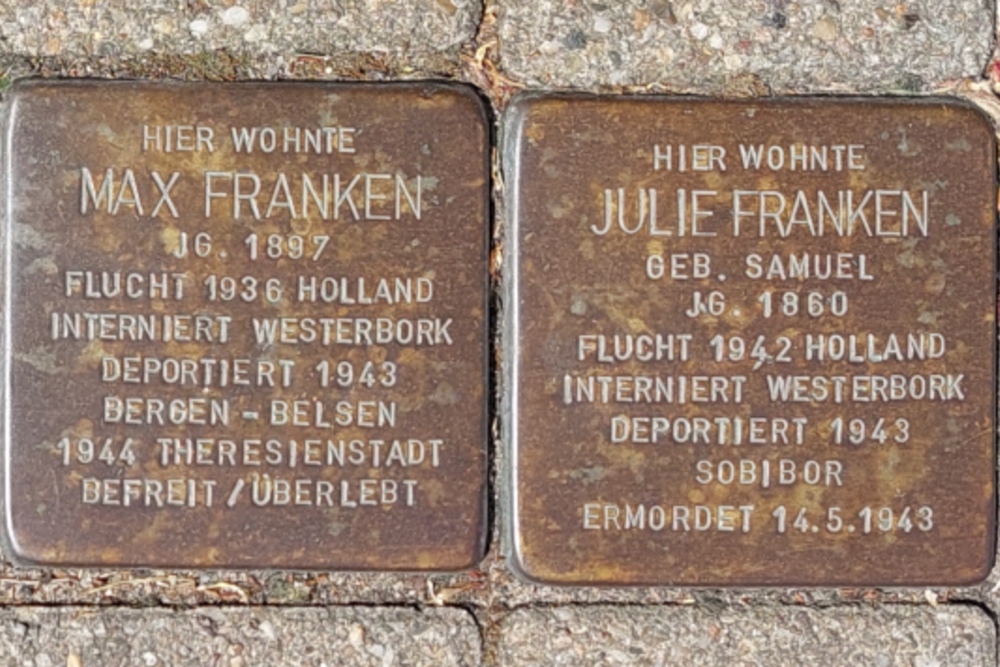 HIER WOHNTE
MAX FRANKEN
JG. 1897
FLUCHT 1936 HOLLAND
INTERNIERT WESTERBORK
DEPORTIERT 1943
BERGEN - BELSEN
1944 THERESIENSTADT
BEFREIT / ÜBERLEBT
HIER WOHNTE
JULIE FRANKEN
GEB. SAMUEL
JG. 1860
FLUCHT 1942 HOLLAND
INTERNIERT WESTERBORK
DEPORTIERT 1943
SOBIBOR
ERMORDET 14.5.1943